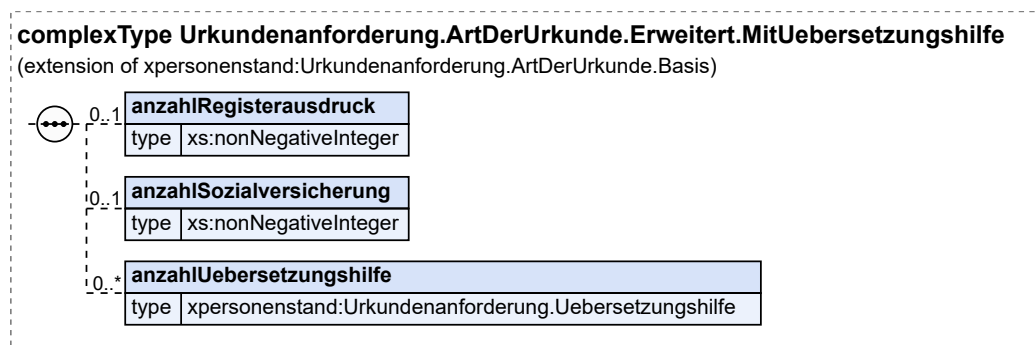 complexType Urkundenanforderung.ArtDerUrkunde.Erweitert.MitUebersetzungshilfe
(extension of xpersonenstand:Urkundenanforderung.ArtDerUrkunde.Basis)
0..1 anzahlRegisterausdruck
type xs:nonNegativeInteger
0..1 anzahlSozialversicherung
type xs:nonNegativeInteger
0..* anzahlUebersetzungshilfe
type xpersonenstand:Urkundenanforderung.Uebersetzungshilfe